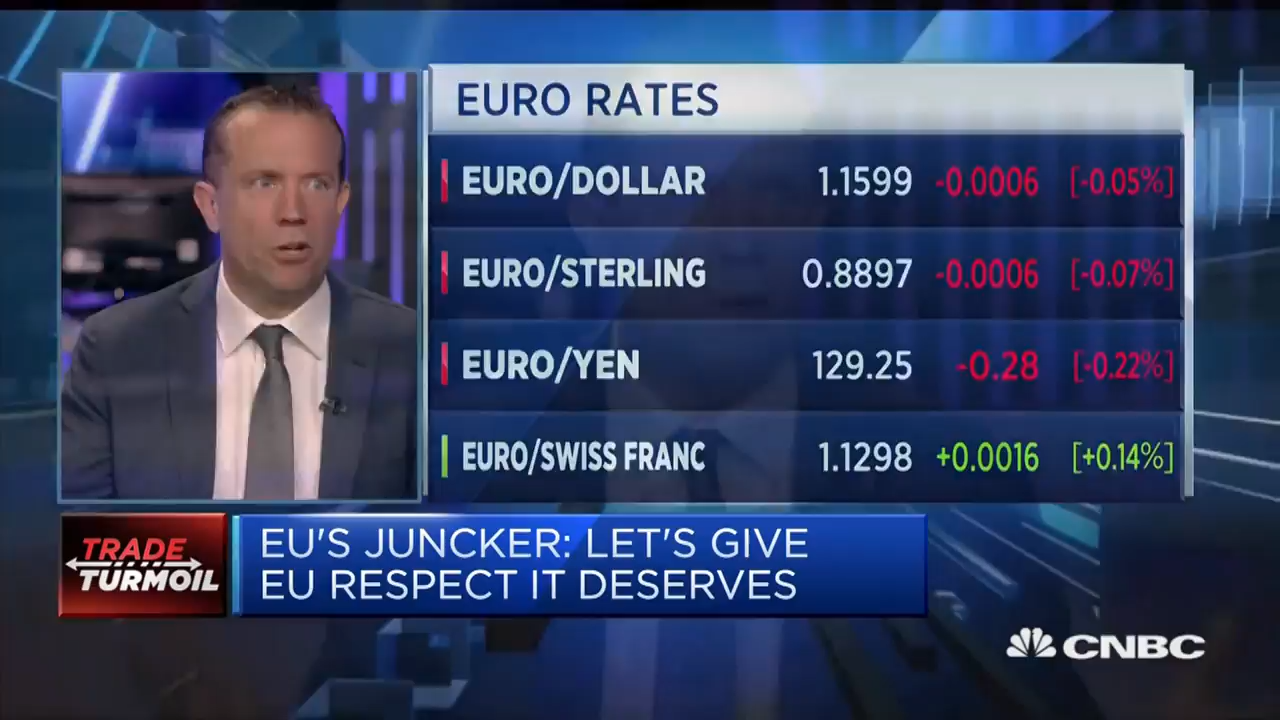 EURO RATES
EURO/DOLLAR 1.1599 -0.0006 [-0.05%]
EURO/STERLING 0.8897 -0.0006 [-0.07%]
EURO/YEN 129.25 -0.28 [-0.22%]
EURO/SWISS FRANC 1.1298 +0.0016 [+0.14%]
TRADE
TURMOIL
EU'S JUNCKER: LET'S GIVE
EU RESPECT IT DESERVES
CNBC